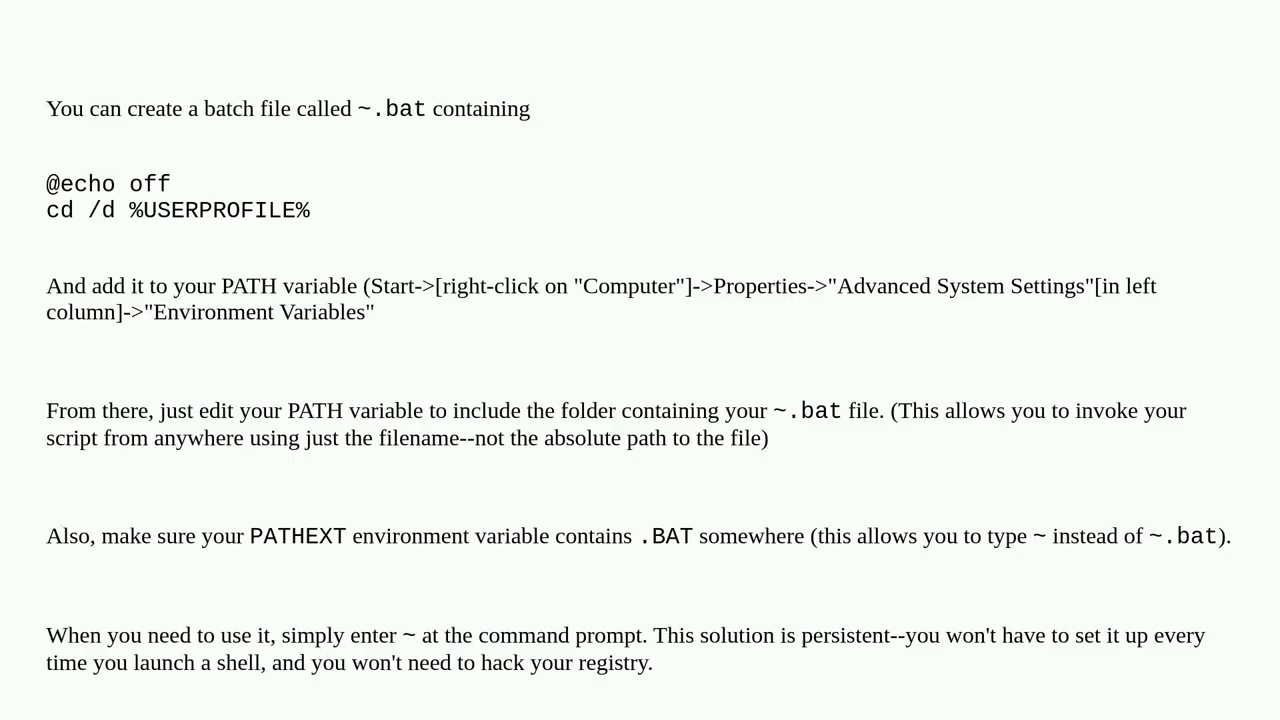 You can create a batch file called ~.bat containing
@echo off
cd /d %USERPROFILE%
And add it to your PATH variable (Start->[right-click on "Computer"]->Properties->"Advanced System Settings"[in left
column]->"Environment Variables"
From there, just edit your PATH variable to include the folder containing your ~.bat file. (This allows you to invoke your
script from anywhere using just the filename--not the absolute path to the file)
Also, make sure your PATHEXT environment variable contains .BAT somewhere (this allows you to type ~ instead of ~.bat).
When you need to use it, simply enter ~ at the command prompt. This solution is persistent--you won't have to set it up every
time you launch a shell, and you won't need to hack your registry.